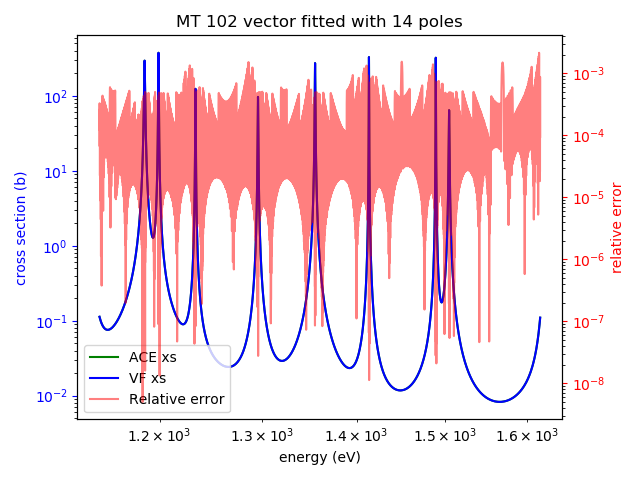 MT 102 vector fitted with 14 poles
cross section (b)
10²
10¹
10⁰
10⁻¹
10⁻²
10⁻³
10⁻⁴
10⁻⁵
10⁻⁶
10⁻⁷
10⁻⁸
relative error
ACE xs
VF xs
Relative error
1.2 × 10³ 1.3 × 10³ 1.4 × 10³ 1.5 × 10³ 1.6 × 10³
energy (eV)